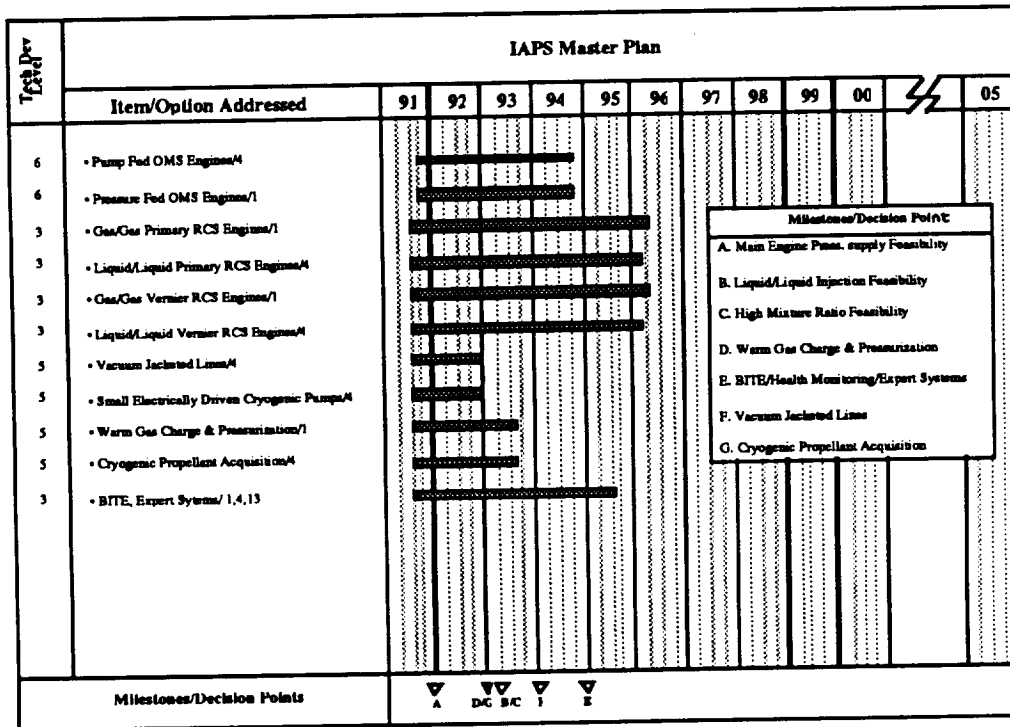 Tech Dev Level
IAPS Master Plan
Item/Option Addressed
91 92 93 94 95 96 97 98 99 00 05
6 • Pump Fed OMS Engines/4
6 • Pressure Fed OMS Engines/1
3 • Gas/Gas Primary RCS Engines/1
3 • Liquid/Liquid Primary RCS Engines/4
3 • Gas/Gas Vernier RCS Engines/1
3 • Liquid/Liquid Vernier RCS Engines/4
5 • Vacuum Jacketed Lines/4
5 • Small Electrically Driven Cryogenic Pumps/4
5 • Warm Gas Charge & Pressurization/1
5 • Cryogenic Propellant Acquisition/4
3 • BITE, Expert Sytems/ 1,4,13
Milestones/Decision Point
A. Main Engine Press. supply Feasibility
B. Liquid/Liquid Injection Feasibility
C. High Mixture Ratio Feasibility
D. Warm Gas Charge & Pressurization
E. BITE/Health Monitoring/Expert Systems
F. Vacuum Jacketed Lines
G. Cryogenic Propellant Acquisition
Milestones/Decision Points
A D/G B/C F E